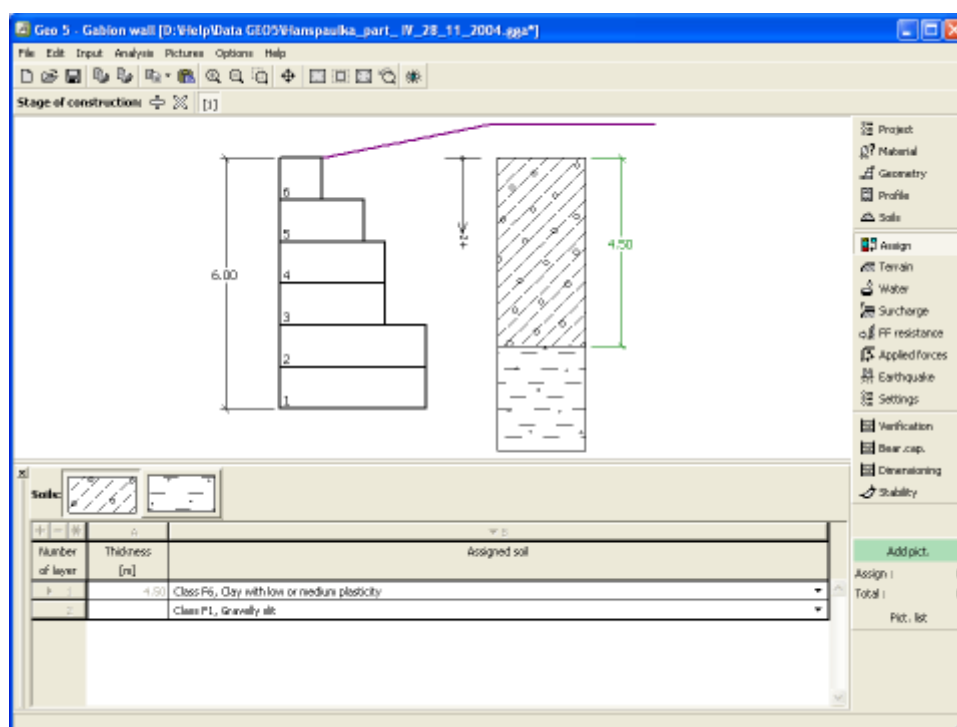 Geo 5 - Gabion wall [D:\Help\Data GEO5\Hanspaulka_part_ IV_28_11_2004.gga*]
File Edit Input Analysis Pictures Options Help
Stage of construction: [1]
6.00
6
5
4
3
2
1
+z
4.50
Project
Material
Geometry
Profile
Soils
Assign
Terrain
Water
Surcharge
FF resistance
Applied forces
Earthquake
Settings
Verification
Bear.cap.
Dimensioning
Stability
Add pict.
Assign :
Total :
Pict. list
Soils:
A B
Number of layer Thickness [m] Assigned soil
1 4.50 Class F6, Clay with low or medium plasticity
2 Class F1, Gravelly silt